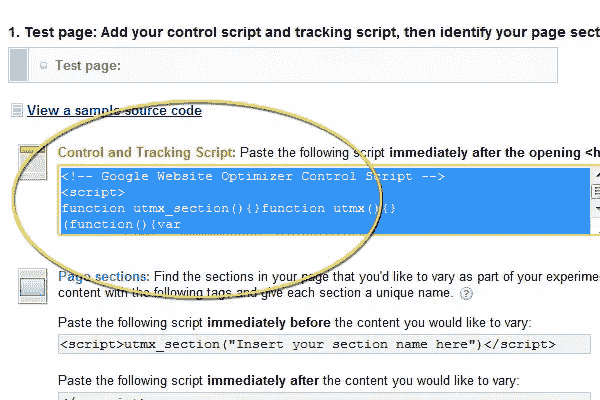 1. Test page: Add your control script and tracking script, then identify your page sect
Test page:
View a sample source code
Control and Tracking Script: Paste the following script immediately after the opening <h
<!-- Google Website Optimizer Control Script -->
<script>
function utmx_section(){}function utmx(){}
(function(){var
Page sections: Find the sections in your page that you'd like to vary as part of your experime
content with the following tags and give each section a unique name. ?
Paste the following script immediately before the content you would like to vary:
<script>utmx_section("Insert your section name here")</script>
Paste the following script immediately after the content you would like to vary: